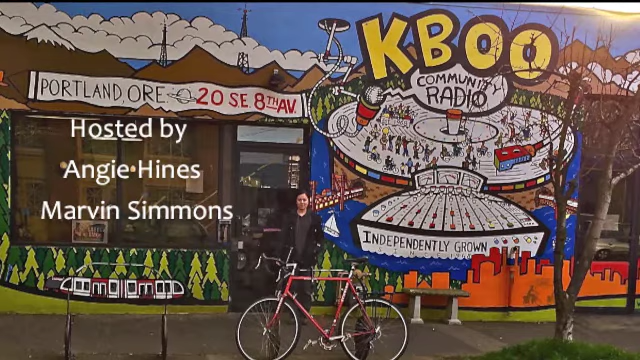 KBOO
COMMUNITY
RADIO
PORTLAND, ORE. 20 SE 8TH AV.
Hosted by
Angie Hines
Marvin Simmons
INDEPENDENTLY GROWN